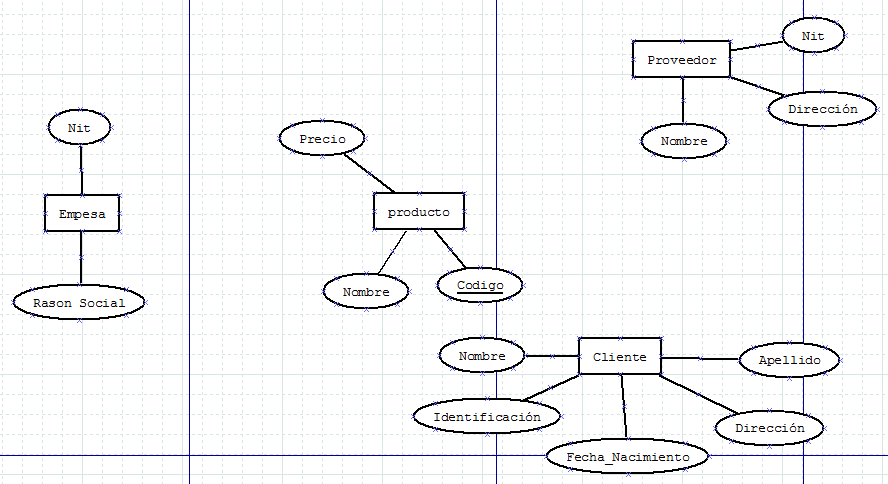 Nit
Proveedor
Dirección
Nombre
Nit
Empesa
Rason Social
Precio
producto
Nombre
Codigo
Nombre
Cliente
Apellido
Identificación
Dirección
Fecha_Nacimiento